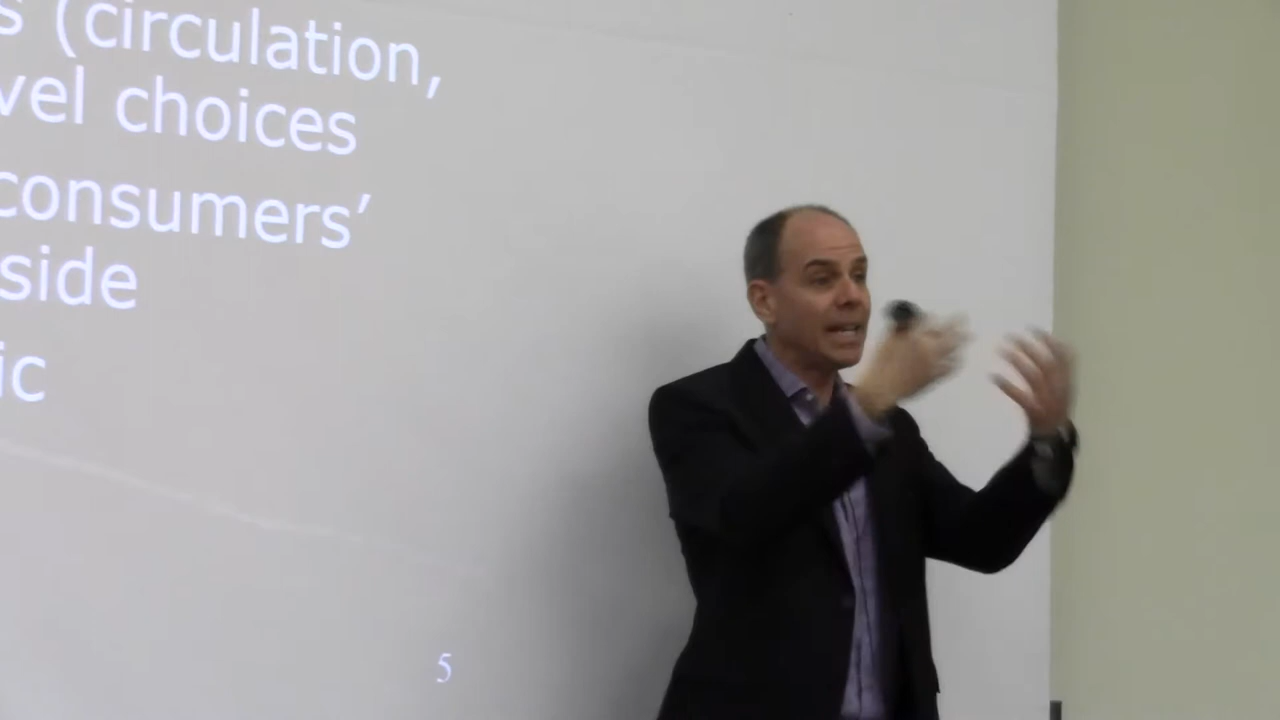 s (circulation,
vel choices
consumers’
side
ic
5